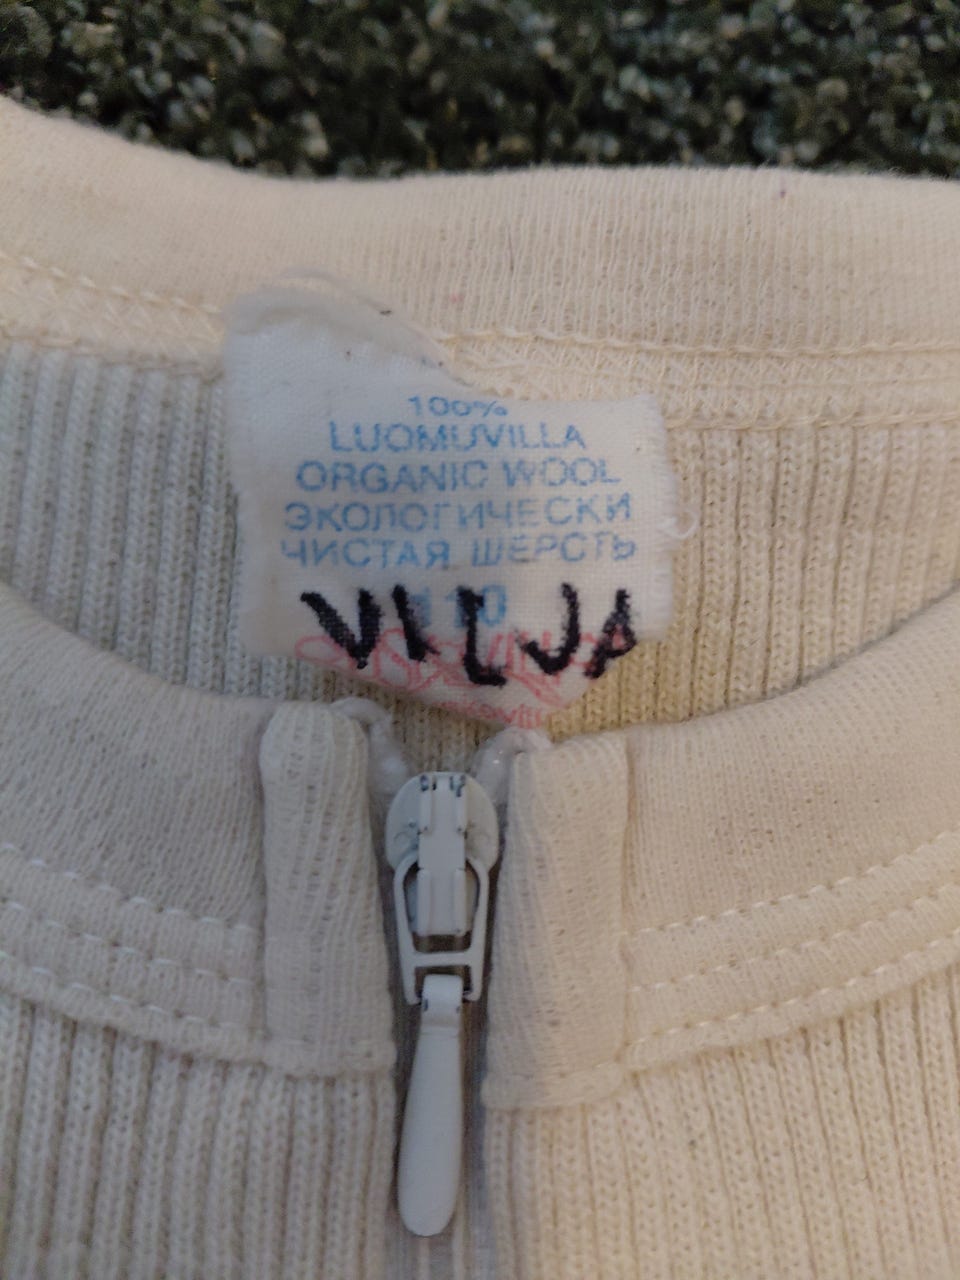 100%
LUOMUVILLA
ORGANIC WOOL
ЭКОЛОГИЧЕСКИ
ЧИСТАЯ ШЕРСТЬ
VILJA